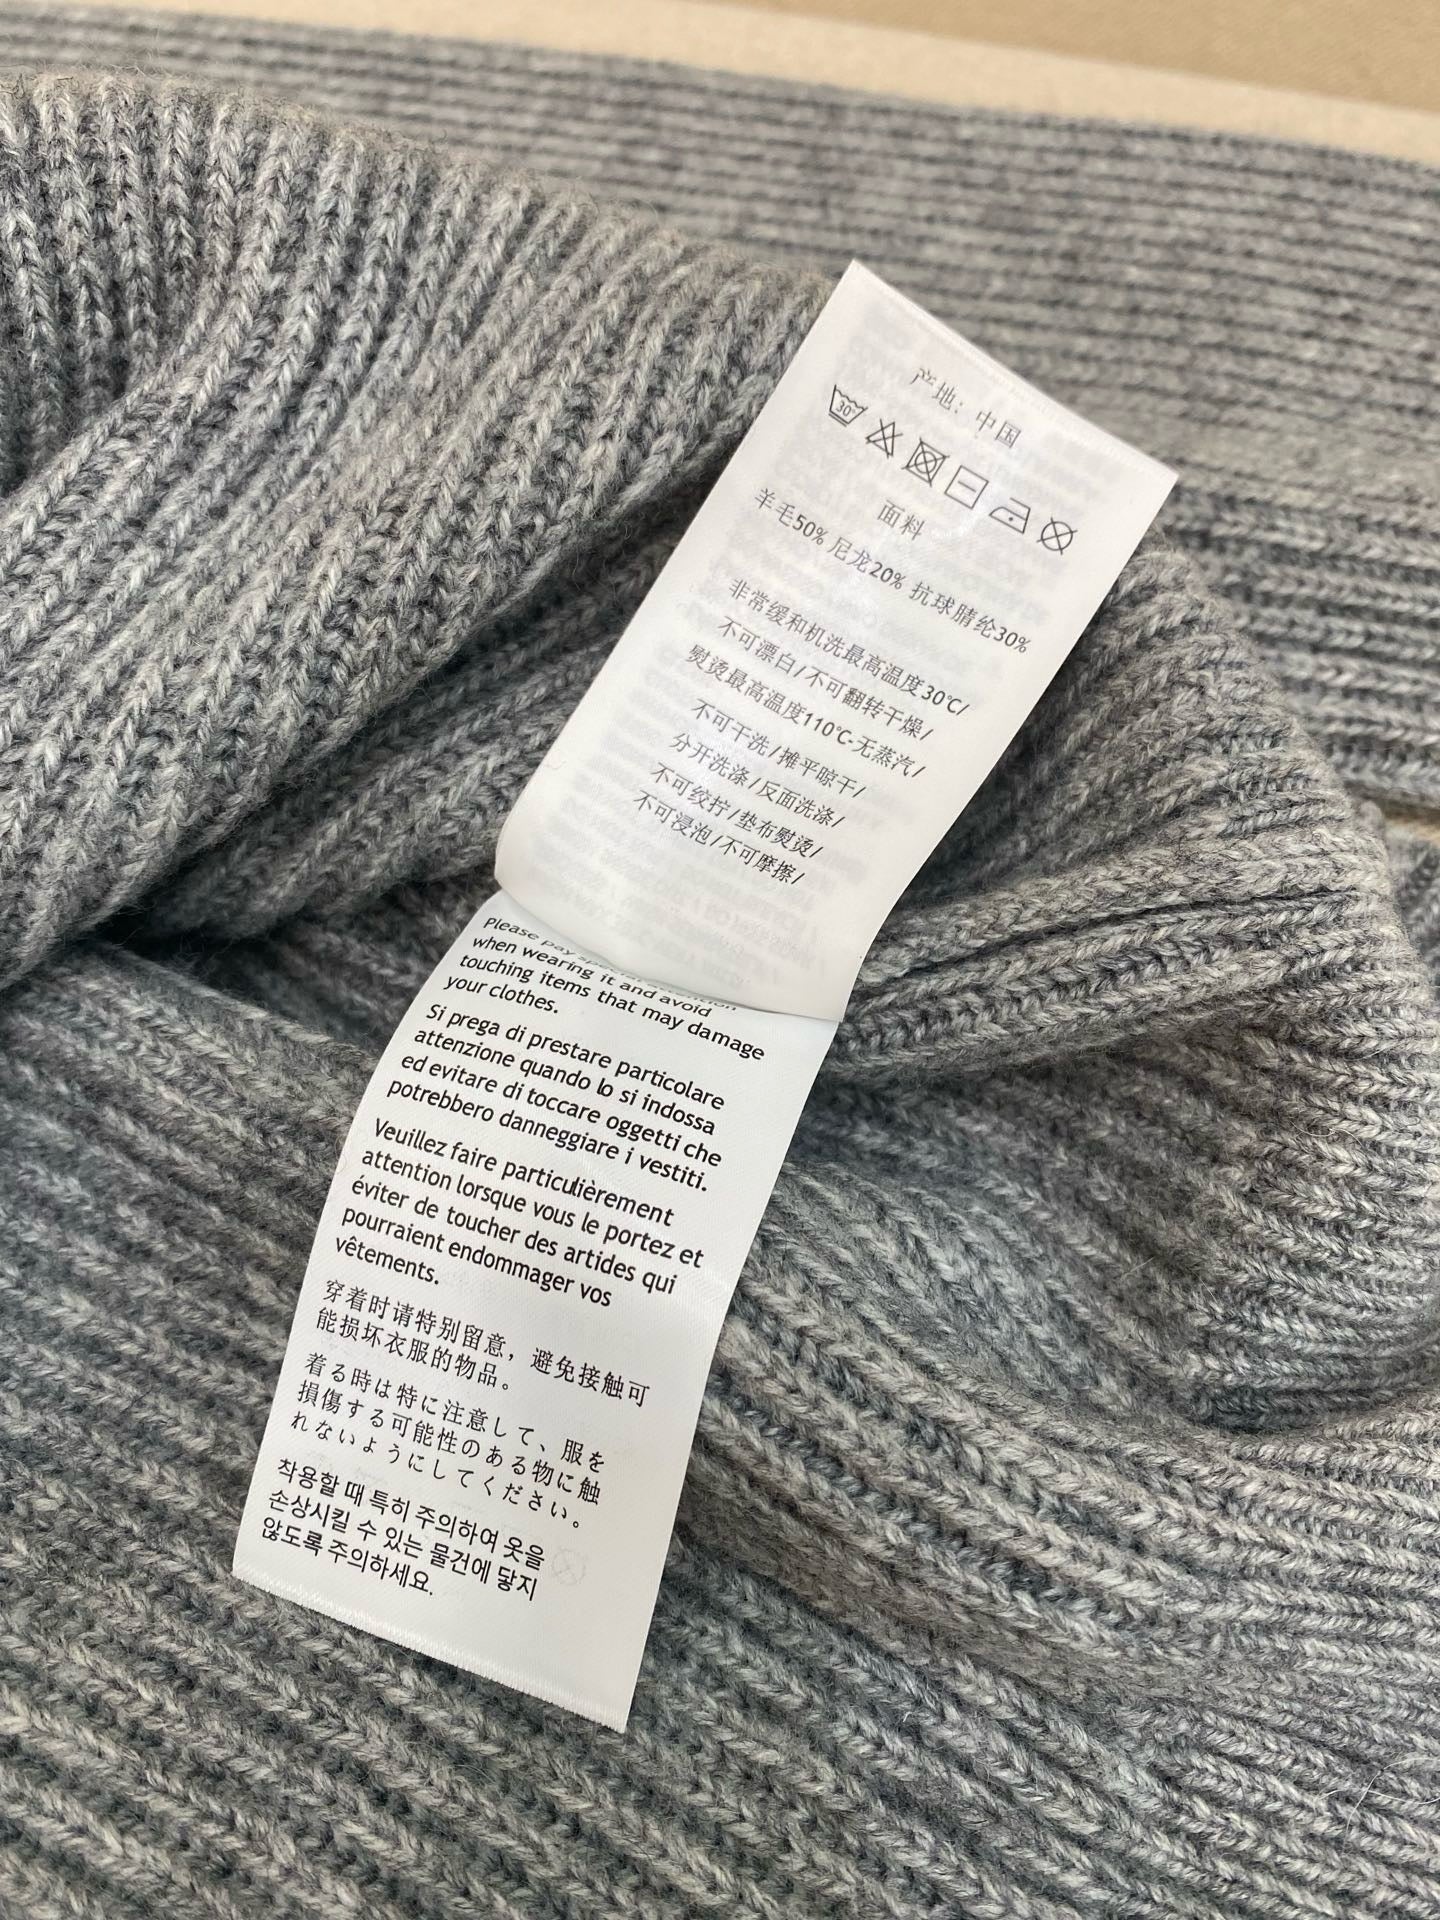 产地：中国
30°
面料
羊毛50% 尼龙20% 抗球腈纶30%
非常缓和机洗最高温度30℃/
不可漂白/不可翻转干燥/
熨烫最高温度110℃-无蒸汽/
不可干洗/摊平晾干/
分开洗涤/反面洗涤/
不可绞拧/垫布熨烫/
不可浸泡/不可摩擦/
Please pay special attention
when wearing it and avoid
touching items that may damage
your clothes.
Si prega di prestare particolare
attenzione quando lo si indossa
ed evitare di toccare oggetti che
potrebbero danneggiare i vestiti.
Veuillez faire particulièrement
attention lorsque vous le portez et
éviter de toucher des artides qui
pourraient endommager vos
vêtements.
穿着时请特别留意，避免接触可
能损坏衣服的物品。
着る時は特に注意して、服を
損傷する可能性のある物に触
れないようにしてください。
착용할 때 특히 주의하여 옷을
손상시킬 수 있는 물건에 닿지
않도록 주의하세요.